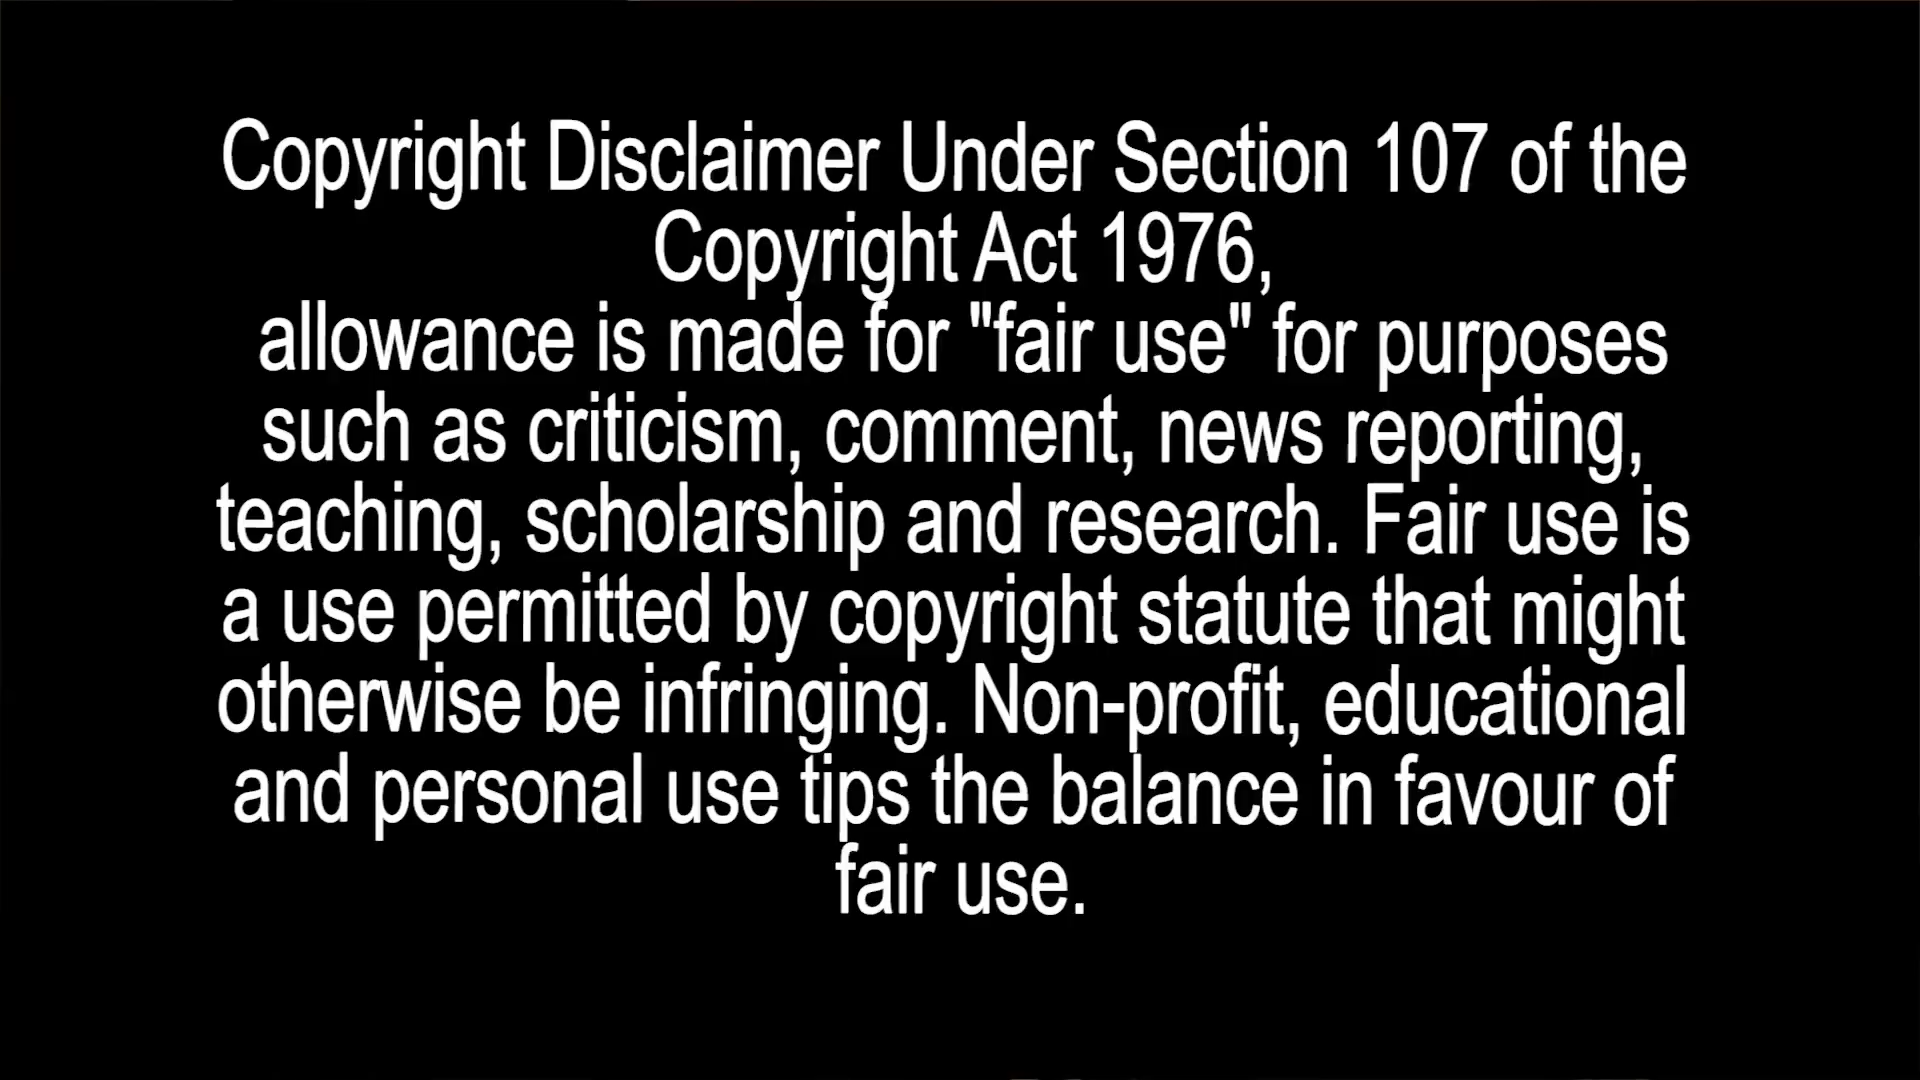 Copyright Disclaimer Under Section 107 of the
Copyright Act 1976,
allowance is made for "fair use" for purposes
such as criticism, comment, news reporting,
teaching, scholarship and research. Fair use is
a use permitted by copyright statute that might
otherwise be infringing. Non-profit, educational
and personal use tips the balance in favour of
fair use.